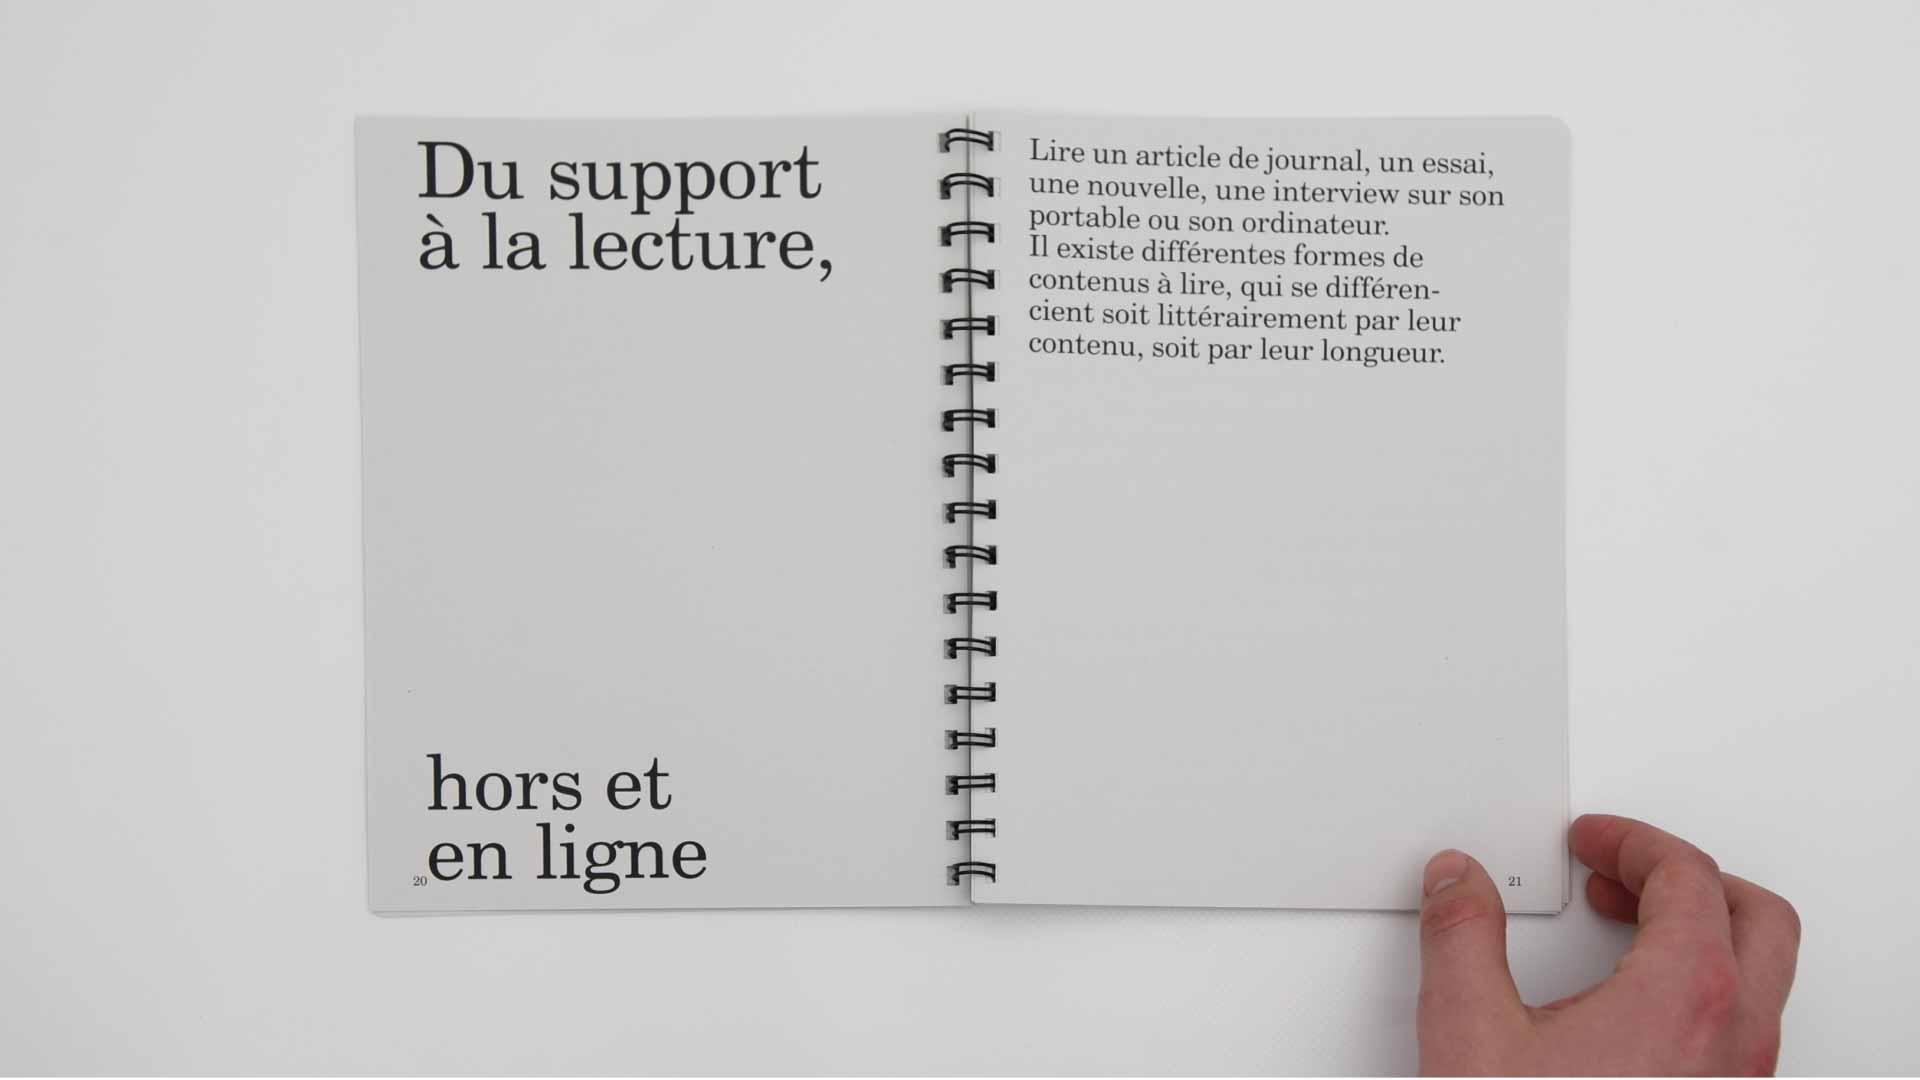 Du support
à la lecture,
hors et
en ligne
20
Lire un article de journal, un essai,
une nouvelle, une interview sur son
portable ou son ordinateur.
Il existe différentes formes de
contenus à lire, qui se différen-
cient soit littérairement par leur
contenu, soit par leur longueur.
21